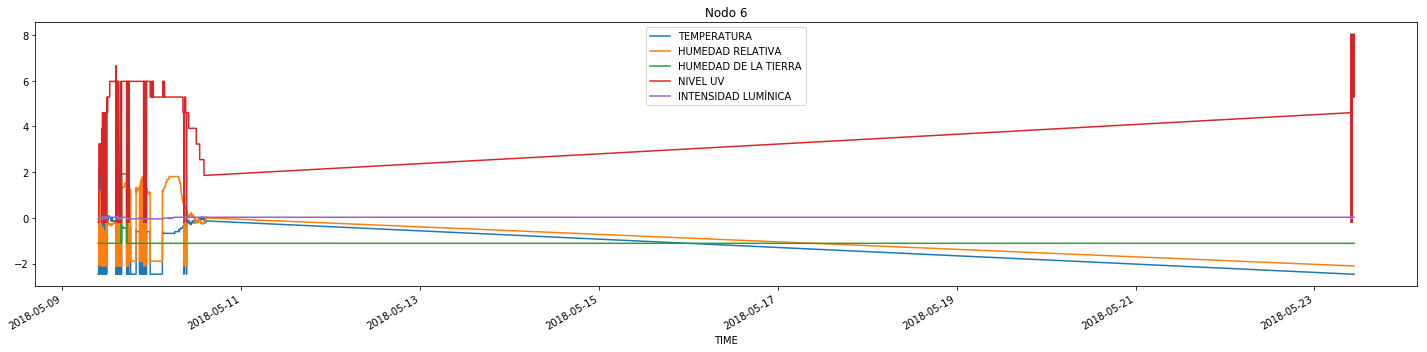 Nodo 6
TEMPERATURA
HUMEDAD RELATIVA
HUMEDAD DE LA TIERRA
NIVEL UV
INTENSIDAD LUMÍNICA
8
6
4
2
0
−2
2018-05-09
2018-05-11
2018-05-13
2018-05-15
2018-05-17
2018-05-19
2018-05-21
2018-05-23
TIME